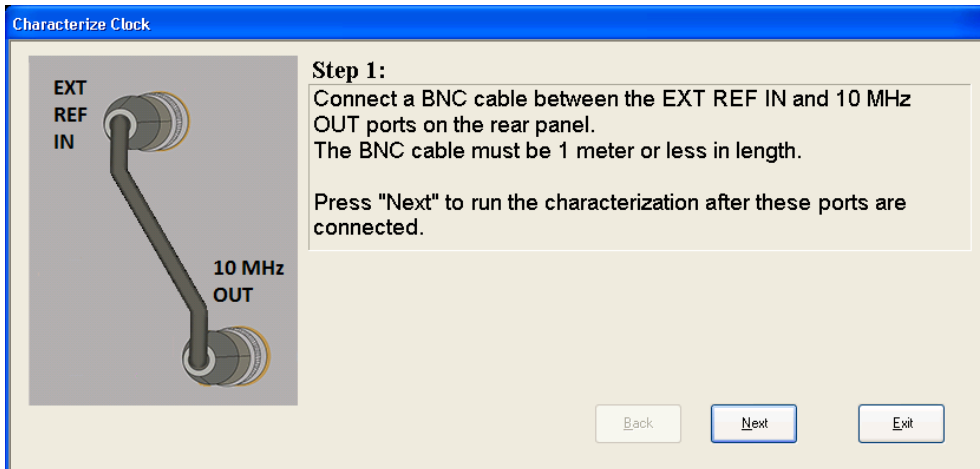 Characterize Clock
EXT
REF
IN
10 MHz
OUT
Step 1:
Connect a BNC cable between the EXT REF IN and 10 MHz
OUT ports on the rear panel.
The BNC cable must be 1 meter or less in length.
Press "Next" to run the characterization after these ports are
connected.
Back
Next
Exit